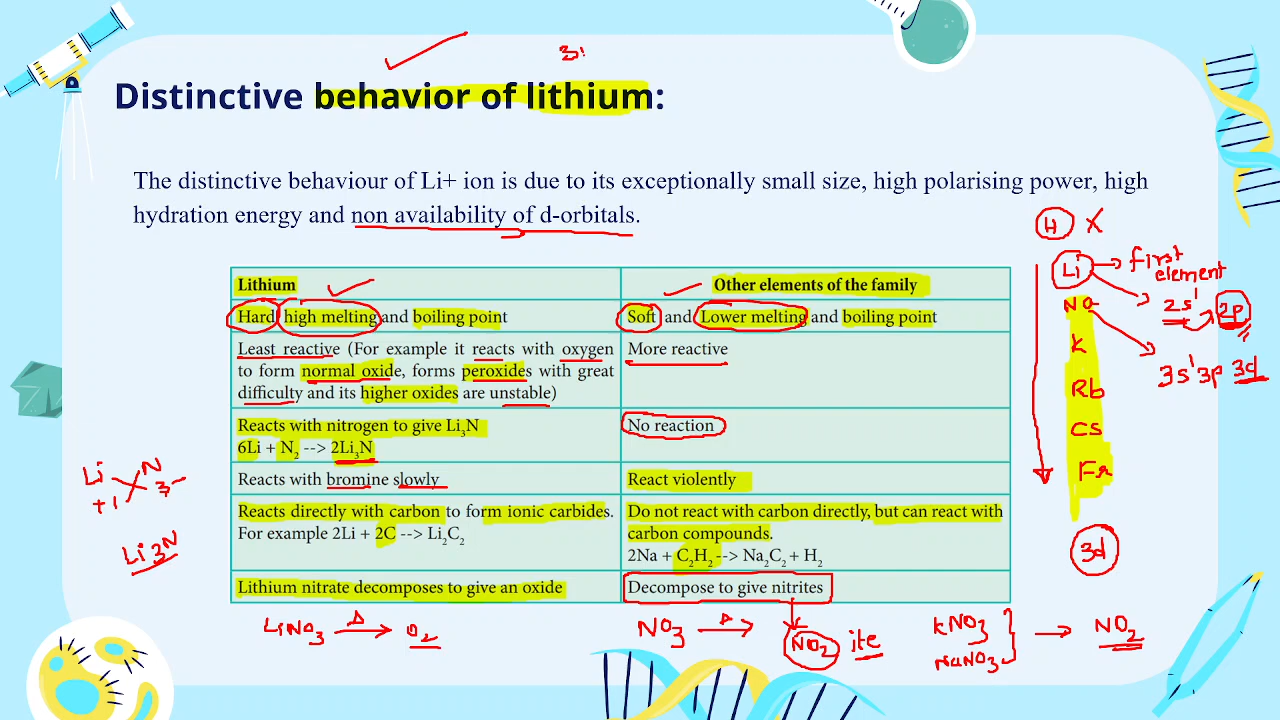 3.
Distinctive behavior of lithium:
The distinctive behaviour of Li+ ion is due to its exceptionally small size, high polarising power, high
hydration energy and non availability of d-orbitals.
Lithium
Other elements of the family
Hard high melting and boiling point
Soft and Lower melting and boiling point
Least reactive (For example it reacts with oxygen
to form normal oxide, forms peroxides with great
difficulty and its higher oxides are unstable)
More reactive
Reacts with nitrogen to give Li₃N
6Li + N₂ --> 2Li₃N
No reaction
Reacts with bromine slowly
React violently
Reacts directly with carbon to form ionic carbides.
For example 2Li + 2C --> Li₂C₂
Do not react with carbon directly, but can react with
carbon compounds.
2Na + C₂H₂ --> Na₂C₂ + H₂
Lithium nitrate decomposes to give an oxide
Decompose to give nitrites
H X
Li → first
element
2s¹ 2p
Na
K
3s¹ 3p 3d
Rb
Cs
Fr
3d
Li N
+1 3-
Li3N
LiNO₃ Δ→ O₂
NO₃ Δ→ NO₂ ite
KNO₃
NaNO₃
→ NO₂